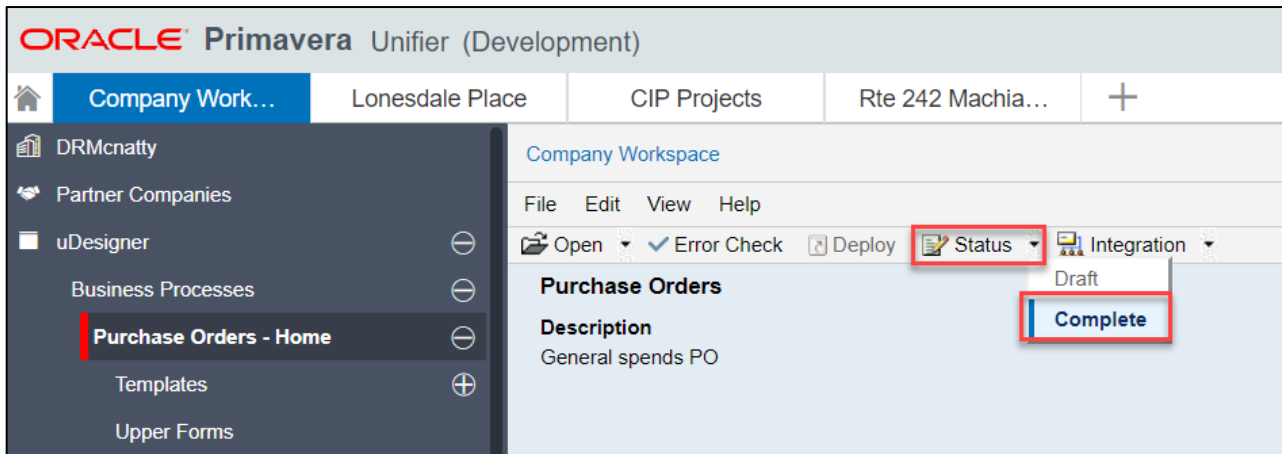 ORACLE Primavera Unifier (Development)
Company Work... Lonesdale Place CIP Projects Rte 242 Machia...
DRMcnatty
Partner Companies
uDesigner
Business Processes
Purchase Orders - Home
Templates
Upper Forms
Company Workspace
File Edit View Help
Open Error Check Deploy Status Integration
Draft
Complete
Purchase Orders
Description
General spends PO